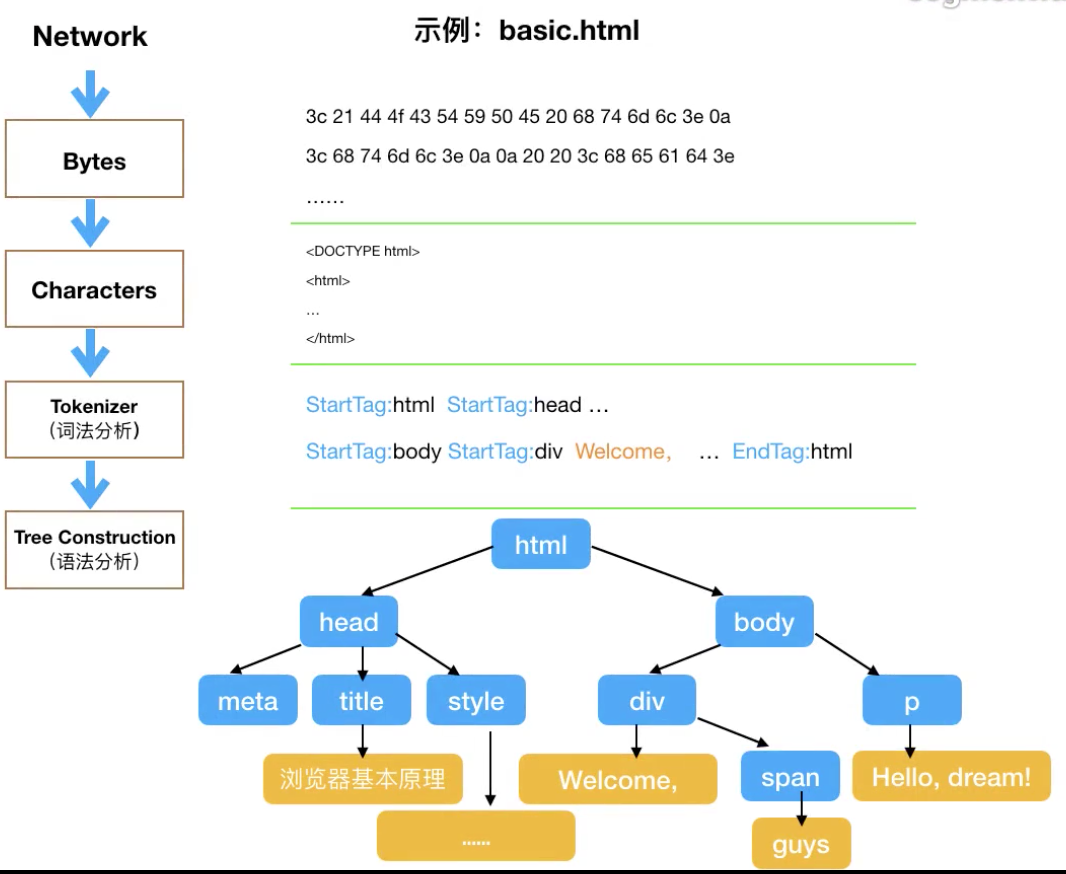 Network
示例：basic.html
3c 21 44 4f 43 54 59 50 45 20 68 74 6d 6c 3e 0a
Bytes
3c 68 74 6d 6c 3e 0a 0a 20 20 3c 68 65 61 64 3e
......
<DOCTYPE html>
<html>
Characters
...
</html>
Tokenizer
(词法分析)
StartTag:html StartTag:head ...
StartTag:body StartTag:div Welcome, ... EndTag:html
Tree Construction
(语法分析)
html
head body
meta title style div p
浏览器基本原理 Welcome, span Hello, dream!
...... guys